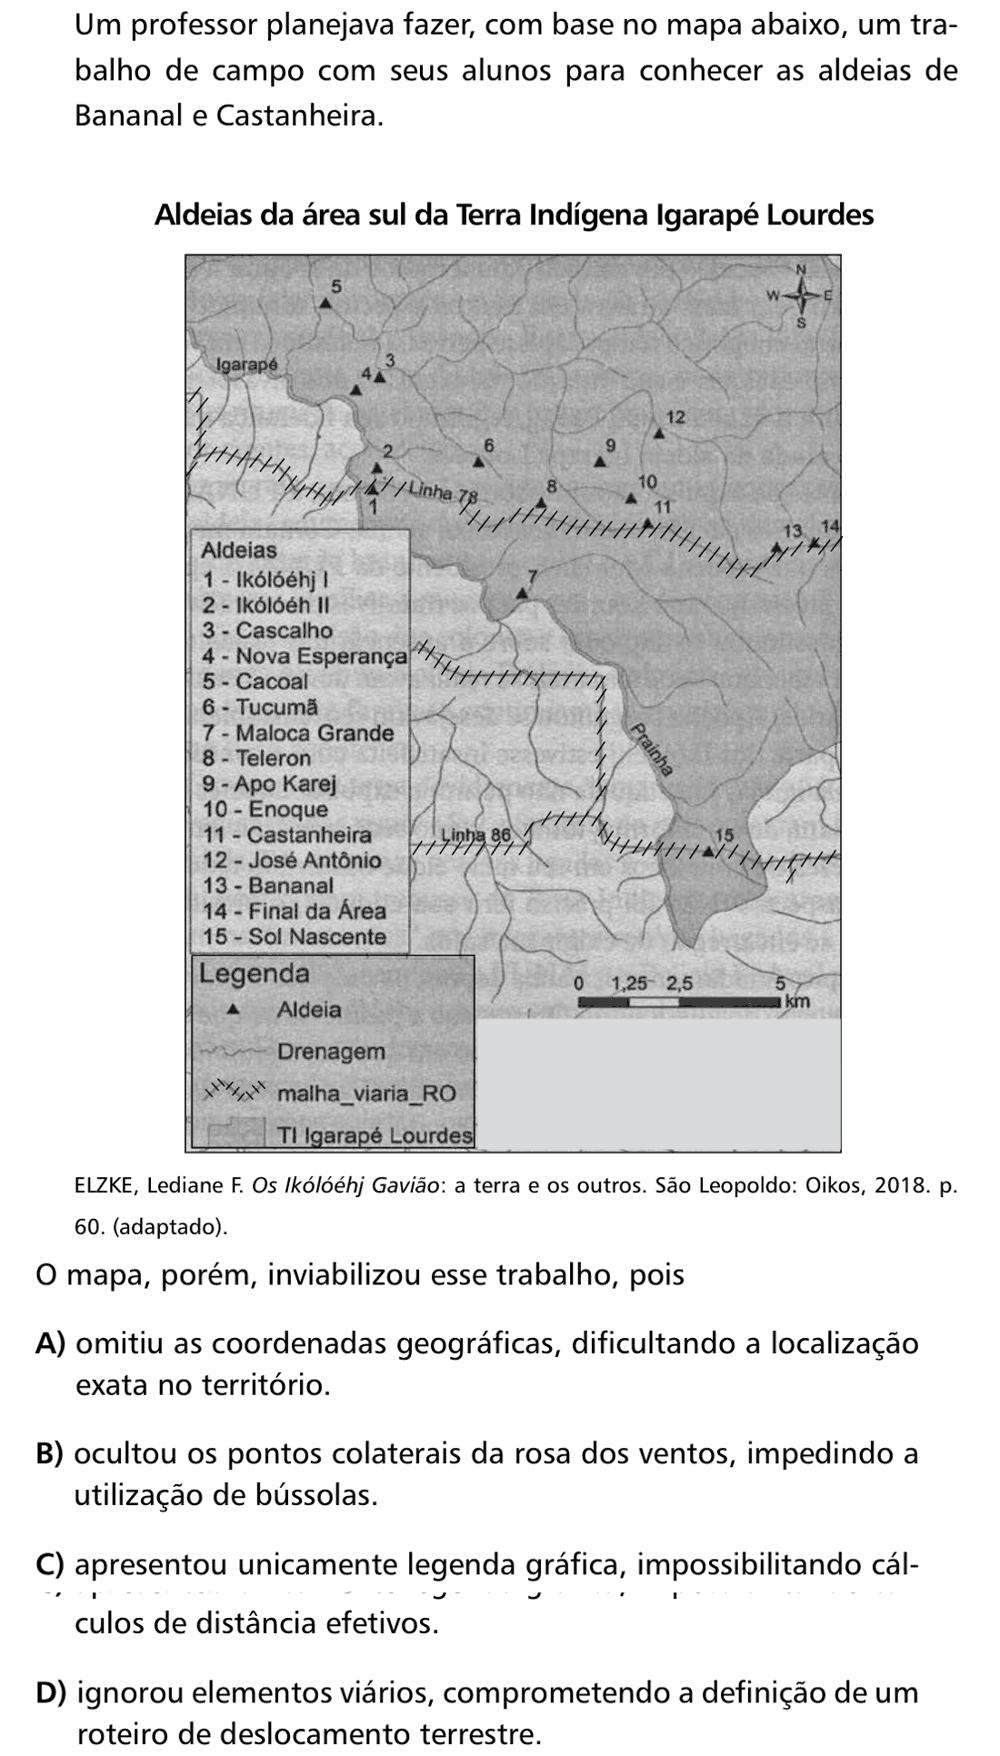 Um professor planejava fazer, com base no mapa abaixo, um tra-
balho de campo com seus alunos para conhecer as aldeias de
Bananal e Castanheira.
Aldeias da área sul da Terra Indígena Igarapé Lourdes
N
W E
S
5
Igarapé
3
4
12
2
6
9
Linha 78
8
10
11
1
13
14
7
Prainha
Linha 86
15
Aldeias
1 - Ikólóéhj I
2 - Ikólóéh II
3 - Cascalho
4 - Nova Esperança
5 - Cacoal
6 - Tucumã
7 - Maloca Grande
8 - Teleron
9 - Apo Karej
10 - Enoque
11 - Castanheira
12 - José Antônio
13 - Bananal
14 - Final da Área
15 - Sol Nascente
0 1,25 2,5 5
km
Legenda
Aldeia
Drenagem
malha_viaria_RO
TI Igarapé Lourdes
ELZKE, Lediane F. Os Ikólóéhj Gavião: a terra e os outros. São Leopoldo: Oikos, 2018. p.
60. (adaptado).
O mapa, porém, inviabilizou esse trabalho, pois
A) omitiu as coordenadas geográficas, dificultando a localização
exata no território.
B) ocultou os pontos colaterais da rosa dos ventos, impedindo a
utilização de bússolas.
C) apresentou unicamente legenda gráfica, impossibilitando cál-
culos de distância efetivos.
D) ignorou elementos viários, comprometendo a definição de um
roteiro de deslocamento terrestre.